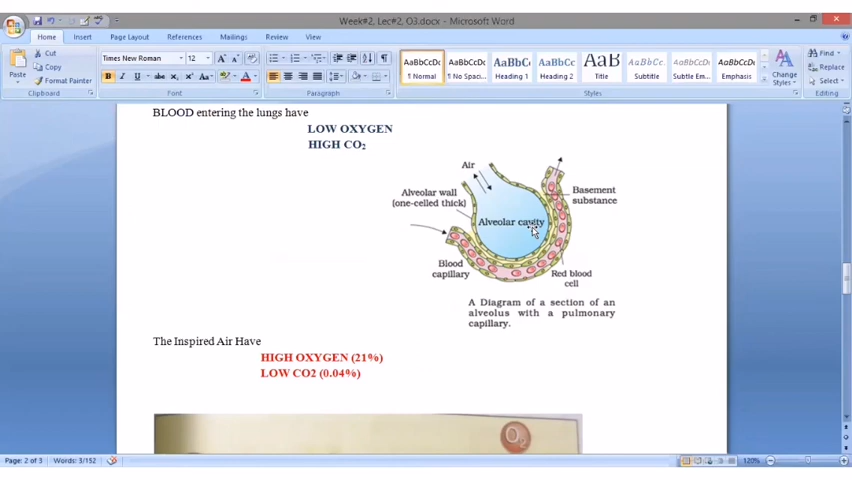 Week#2, Lec#2, O3.docx - Microsoft Word
Home Insert Page Layout References Mailings Review View
Cut
Copy
Format Painter
Paste
Clipboard
Times New Roman 12
Font
Paragraph
AaBbCcDc AaBbCcDc AaBbC AaBbCc AaB AaBbCcl AaBbCcD AaBbCcDt
¶ Normal ¶ No Spaci... Heading 1 Heading 2 Title Subtitle Subtle Em... Emphasis
Styles
Change
Styles
Find
Replace
Select
Editing
BLOOD entering the lungs have
LOW OXYGEN
HIGH CO₂
Air
Alveolar wall
(one-celled thick)
Basement
substance
Alveolar cavity
Blood
capillary
Red blood
cell
A Diagram of a section of an
alveolus with a pulmonary
capillary.
The Inspired Air Have
HIGH OXYGEN (21%)
LOW CO2 (0.04%)
O₂
Page: 2 of 3 Words: 3/152 120%